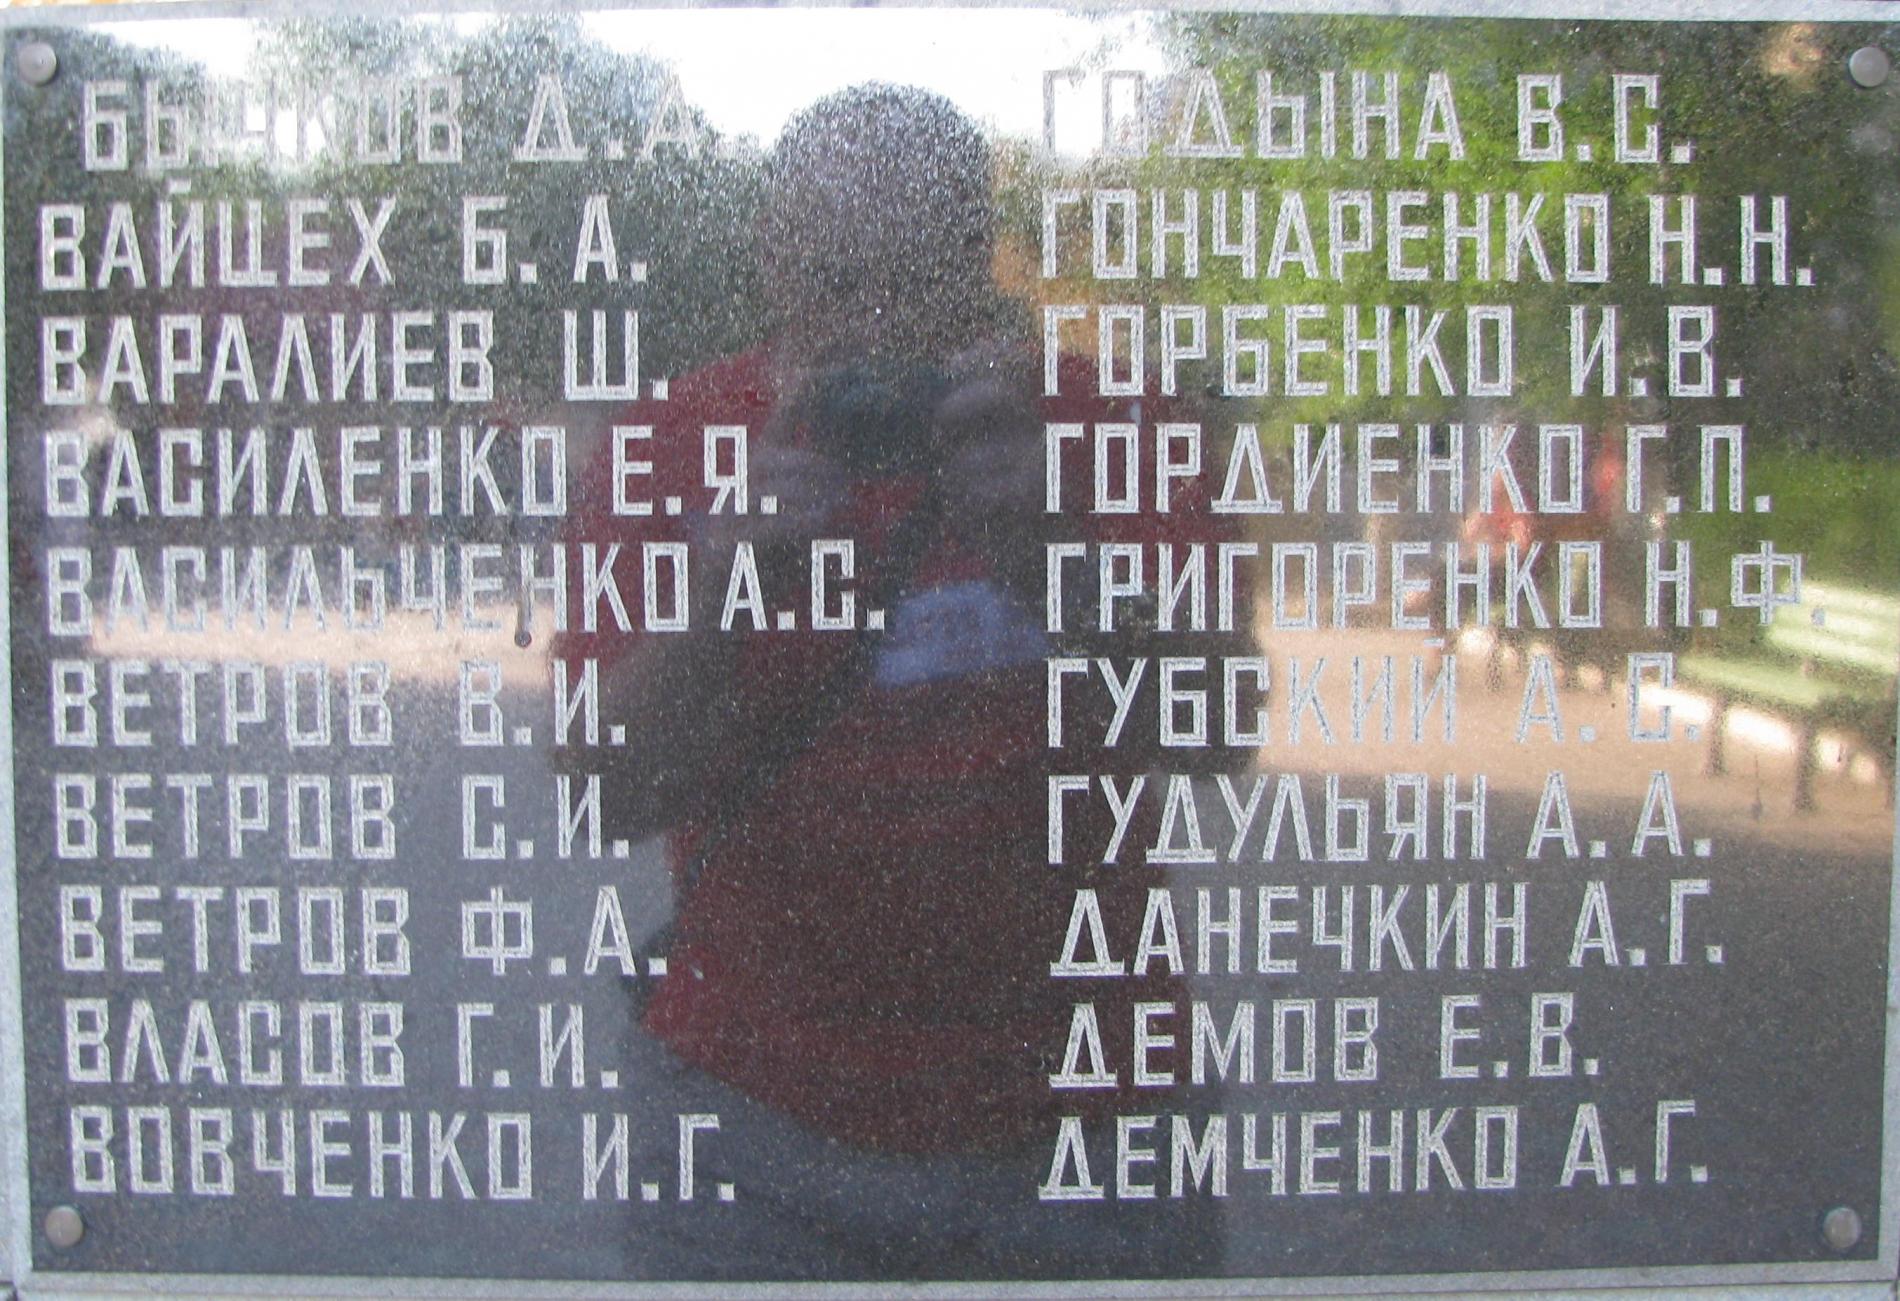 БЫЧКОВ Д.А.
ВАЙЦЕХ Б.А.
ВАРАЛИЕВ Ш.
ВАСИЛЕНКО Е.Я.
ВАСИЛЬЧЕНКО А.С.
ВЕТРОВ В.И.
ВЕТРОВ С.И.
ВЕТРОВ Ф.А.
ВЛАСОВ Г.И.
ВОВЧЕНКО И.Г.
ГОДЫНА В.С.
ГОНЧАРЕНКО Н.Н.
ГОРБЕНКО И.В.
ГОРДИЕНКО Г.П.
ГРИГОРЕНКО Н.Ф.
ГУБСКИЙ А.С.
ГУДУЛЬЯН А.А.
ДАНЕЧКИН А.Г.
ДЕМОВ Е.В.
ДЕМЧЕНКО А.Г.